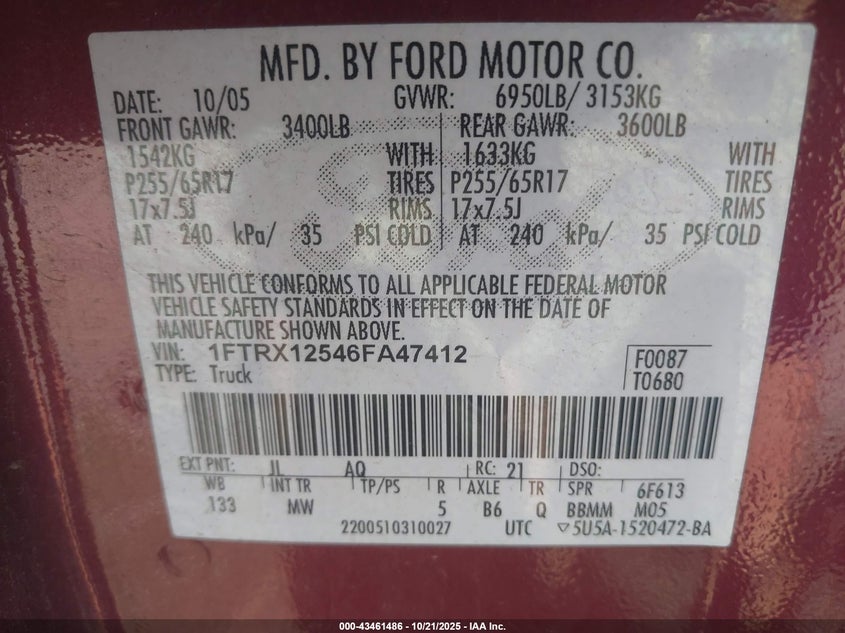 MFD. BY FORD MOTOR CO.
DATE: 10/05 GVWR: 6950LB/ 3153KG
FRONT GAWR: 3400LB REAR GAWR: 3600LB
1542KG WITH 1633KG WITH
P255/65R17 TIRES P255/65R17 TIRES
17x7.5J RIMS 17x7.5J RIMS
AT 240 kPa/ 35 PSI COLD AT 240 kPa/ 35 PSI COLD
THIS VEHICLE CONFORMS TO ALL APPLICABLE FEDERAL MOTOR
VEHICLE SAFETY STANDARDS IN EFFECT ON THE DATE OF
MANUFACTURE SHOWN ABOVE.
VIN: 1FTRX12546FA47412 F0087
TYPE: Truck T0680
EXT PNT: JL AQ RC: 21 DSO:
WB INT TR TP/PS R AXLE TR SPR 6F613
133 MW 5 B6 Q BBMM M05
2200510310027 UTC ▽5U5A-1520472-BA
000-43461486 - 10/21/2025 - IAA Inc.